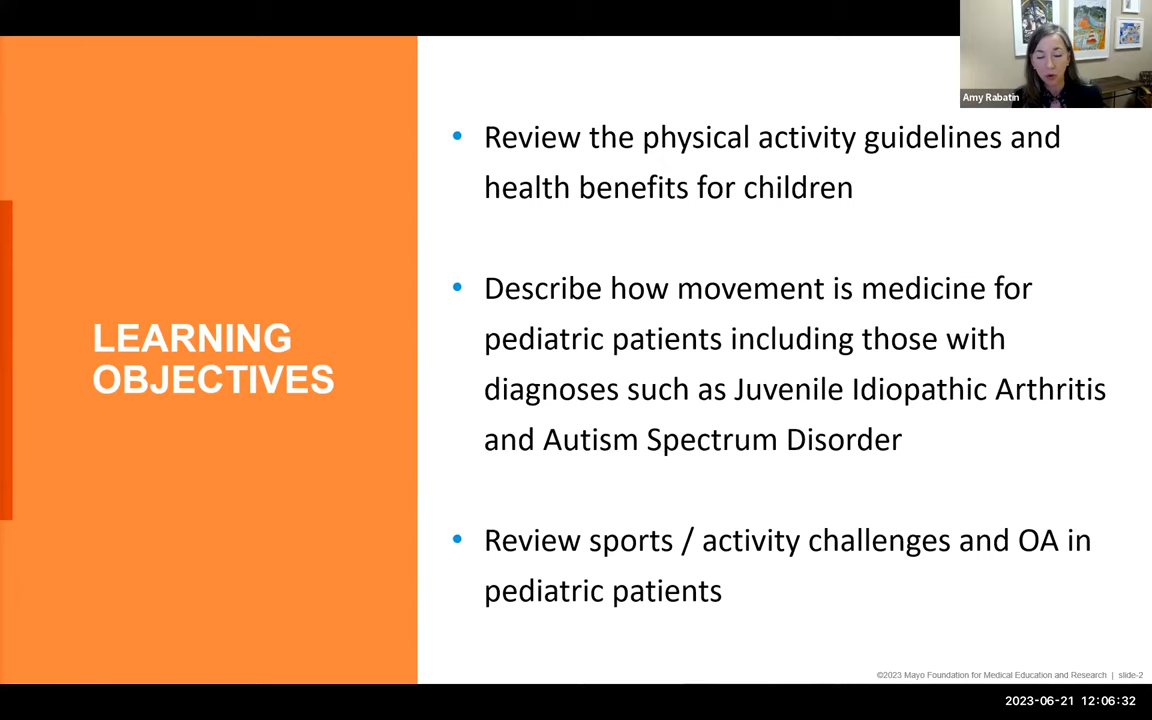 Amy Rabatin
LEARNING
OBJECTIVES
• Review the physical activity guidelines and
health benefits for children
• Describe how movement is medicine for
pediatric patients including those with
diagnoses such as Juvenile Idiopathic Arthritis
and Autism Spectrum Disorder
• Review sports / activity challenges and OA in
pediatric patients
©2023 Mayo Foundation for Medical Education and Research | slide-2
2023-06-21 12:06:32